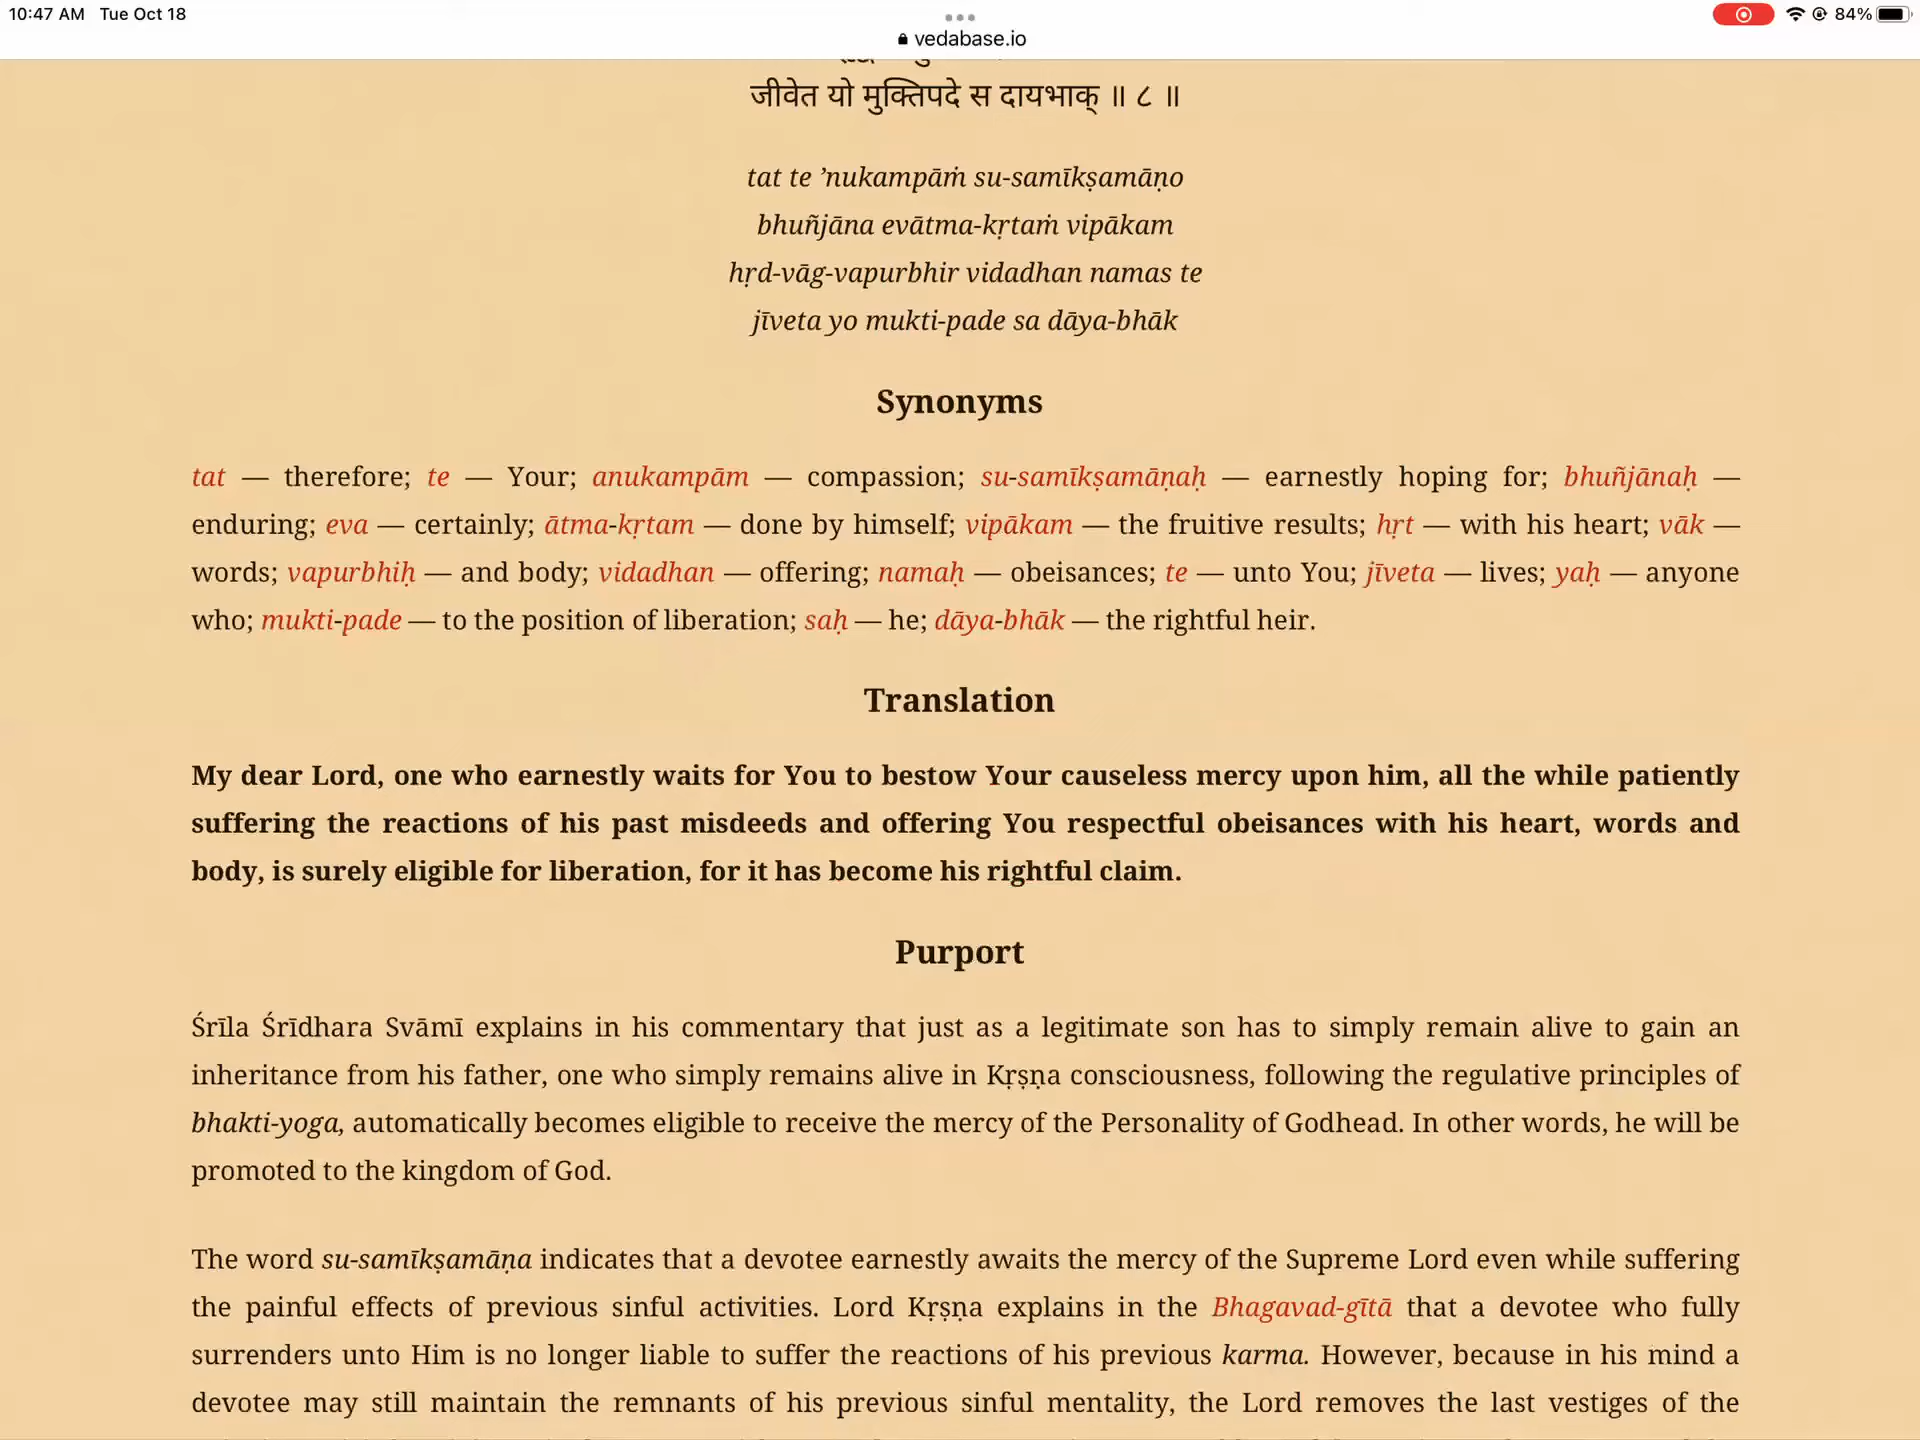 10:47 AM Tue Oct 18
84%
vedabase.io
जीवेत यो मुक्तिपदे स दायभाक् ॥ ८ ॥
tat te ’nukampāṁ su-samīkṣamāṇo
bhuñjāna evātma-kṛtaṁ vipākam
hṛd-vāg-vapurbhir vidadhan namas te
jīveta yo mukti-pade sa dāya-bhāk
Synonyms
tat — therefore; te — Your; anukampām — compassion; su-samīkṣamāṇaḥ — earnestly hoping for; bhuñjānaḥ —
enduring; eva — certainly; ātma-kṛtam — done by himself; vipākam — the fruitive results; hṛt — with his heart; vāk —
words; vapurbhiḥ — and body; vidadhan — offering; namaḥ — obeisances; te — unto You; jīveta — lives; yaḥ — anyone
who; mukti-pade — to the position of liberation; saḥ — he; dāya-bhāk — the rightful heir.
Translation
My dear Lord, one who earnestly waits for You to bestow Your causeless mercy upon him, all the while patiently
suffering the reactions of his past misdeeds and offering You respectful obeisances with his heart, words and
body, is surely eligible for liberation, for it has become his rightful claim.
Purport
Śrīla Śrīdhara Svāmī explains in his commentary that just as a legitimate son has to simply remain alive to gain an
inheritance from his father, one who simply remains alive in Kṛṣṇa consciousness, following the regulative principles of
bhakti-yoga, automatically becomes eligible to receive the mercy of the Personality of Godhead. In other words, he will be
promoted to the kingdom of God.
The word su-samīkṣamāṇa indicates that a devotee earnestly awaits the mercy of the Supreme Lord even while suffering
the painful effects of previous sinful activities. Lord Kṛṣṇa explains in the Bhagavad-gītā that a devotee who fully
surrenders unto Him is no longer liable to suffer the reactions of his previous karma. However, because in his mind a
devotee may still maintain the remnants of his previous sinful mentality, the Lord removes the last vestiges of the